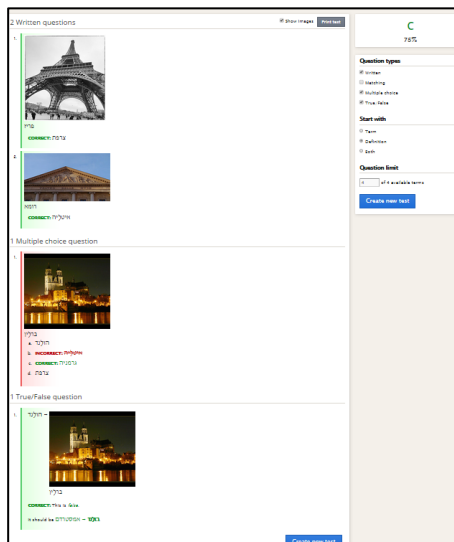 2 Written questions
Show images
Print test
1.
פריז
CORRECT: צרפת
2.
רומא
CORRECT: איטליה
1 Multiple choice question
1.
ברלין
a. הולנד
b. INCORRECT: איטליה
c. CORRECT: גרמניה
d. צרפת
1 True/False question
1. הולנד –
ברלין
CORRECT: This is false.
It should be הולנד – אמסטרדם
Create new test
C
75%
Question types
Written
Matching
Multiple choice
True/False
Start with
Term
Definition
Both
Question limit
4 of 4 available terms
Create new test